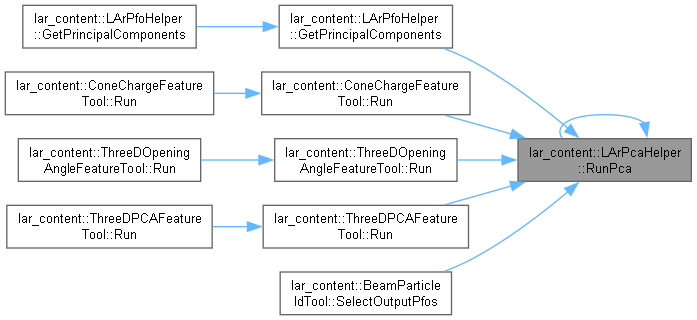 lar_content::LArPfoHelper
::GetPrincipalComponents
lar_content::LArPfoHelper
::GetPrincipalComponents
lar_content::ConeChargeFeature
Tool::Run
lar_content::ConeChargeFeature
Tool::Run
lar_content::ThreeDOpening
AngleFeatureTool::Run
lar_content::ThreeDOpening
AngleFeatureTool::Run
lar_content::LArPcaHelper
::RunPca
lar_content::ThreeDPCAFeature
Tool::Run
lar_content::ThreeDPCAFeature
Tool::Run
lar_content::BeamParticle
IdTool::SelectOutputPfos